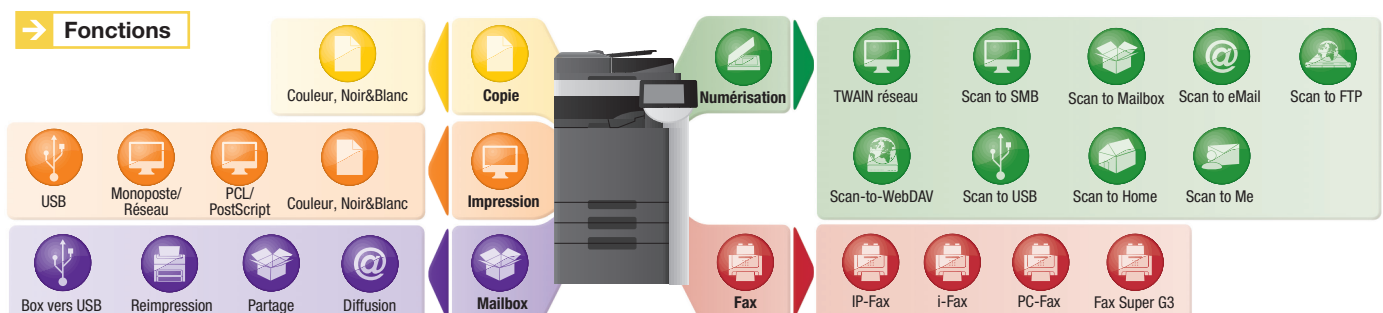 Fonctions
Couleur, Noir&Blanc
Copie
Numérisation
TWAIN réseau
Scan to SMB
Scan to Mailbox
Scan to eMail
Scan to FTP
USB
Monoposte/
Réseau
PCL/
PostScript
Couleur, Noir&Blanc
Impression
Scan-to-WebDAV
Scan to USB
Scan to Home
Scan to Me
Box vers USB
Reimpression
Partage
Diffusion
Mailbox
Fax
IP-Fax
i-Fax
PC-Fax
Fax Super G3